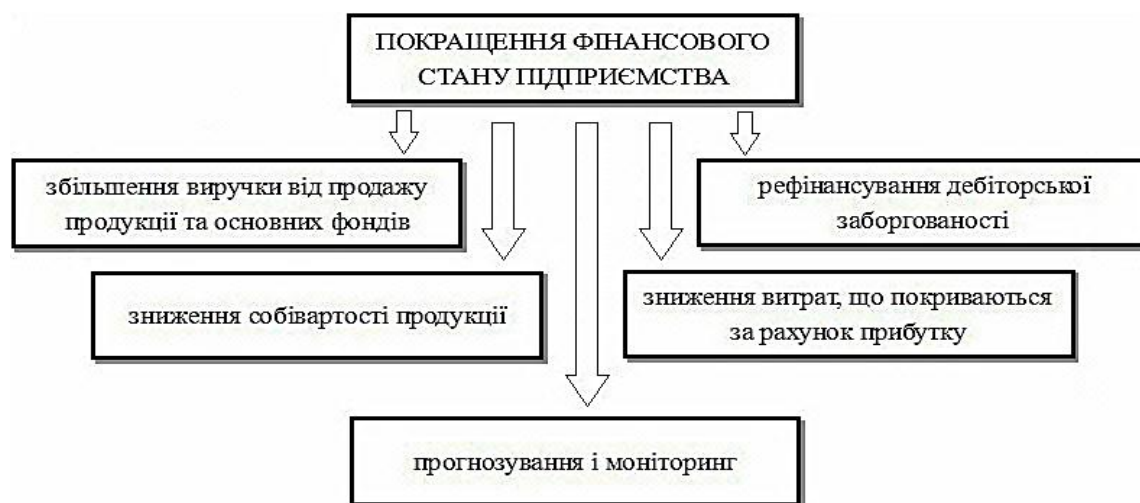 ПОКРАЩЕННЯ ФІНАНСОВОГО
СТАНУ ПІДПРИЄМСТВА
збільшення виручки від продажу
продукції та основних фондів
рефінансування дебіторської
заборгованості
зниження собівартості продукції
зниження витрат, що покриваються
за рахунок прибутку
прогнозування і моніторинг